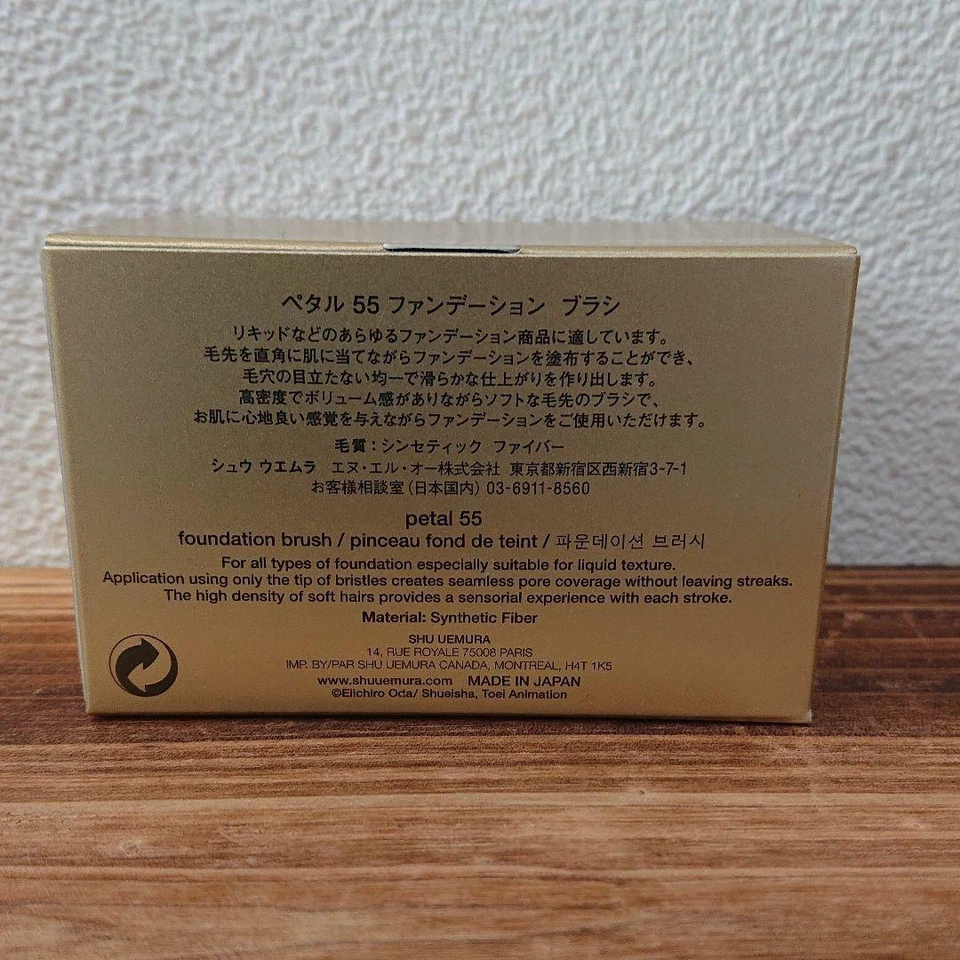 ペタル 55 ファンデーション ブラシ
リキッドなどのあらゆるファンデーション商品に適しています。
毛先を直角に肌に当てながらファンデーションを塗布することができ、
毛穴の目立たない均一で滑らかな仕上がりを作り出します。
高密度でボリューム感がありながらソフトな毛先のブラシで、
お肌に心地良い感覚を与えながらファンデーションをご使用いただけます。
毛質：シンセティック ファイバー
シュウ ウエムラ エヌ・エル・オー株式会社 東京都新宿区西新宿3-7-1
お客様相談室（日本国内）03-6911-8560
petal 55
foundation brush / pinceau fond de teint / 파운데이션 브러시
For all types of foundation especially suitable for liquid texture.
Application using only the tip of bristles creates seamless pore coverage without leaving streaks.
The high density of soft hairs provides a sensorial experience with each stroke.
Material: Synthetic Fiber
SHU UEMURA
14, RUE ROYALE 75008 PARIS
IMP. BY/PAR SHU UEMURA CANADA, MONTREAL, H4T 1K5
www.shuuemura.com MADE IN JAPAN
©Eiichiro Oda/ Shueisha, Toei Animation